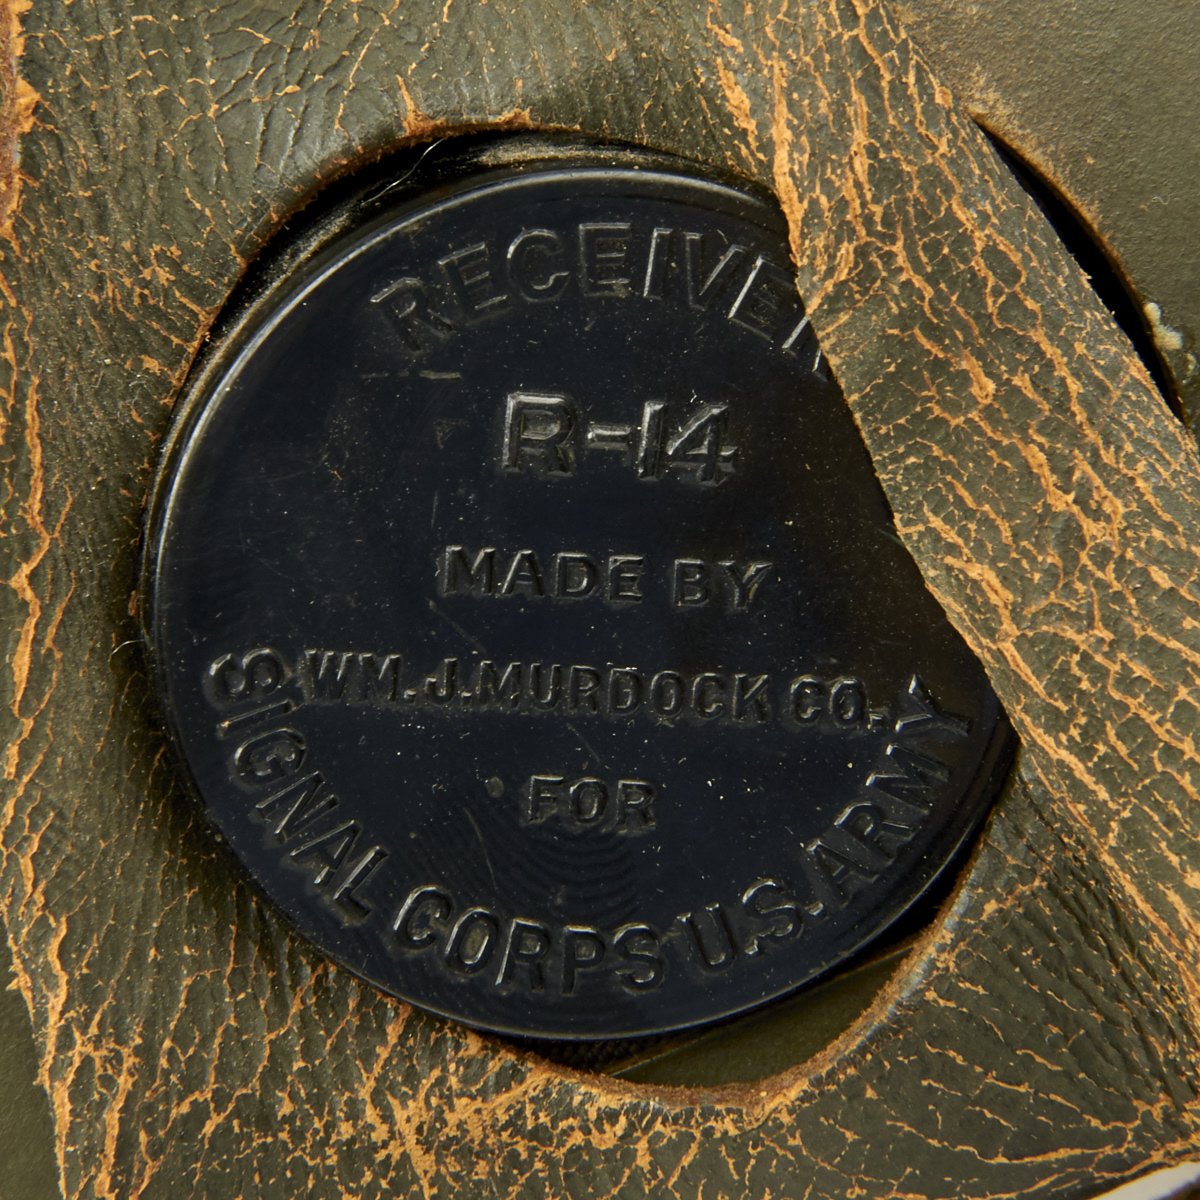 RECEIVER
R-14
MADE BY
WM. J. MURDOCK CO.
FOR
SIGNAL CORPS U.S. ARMY